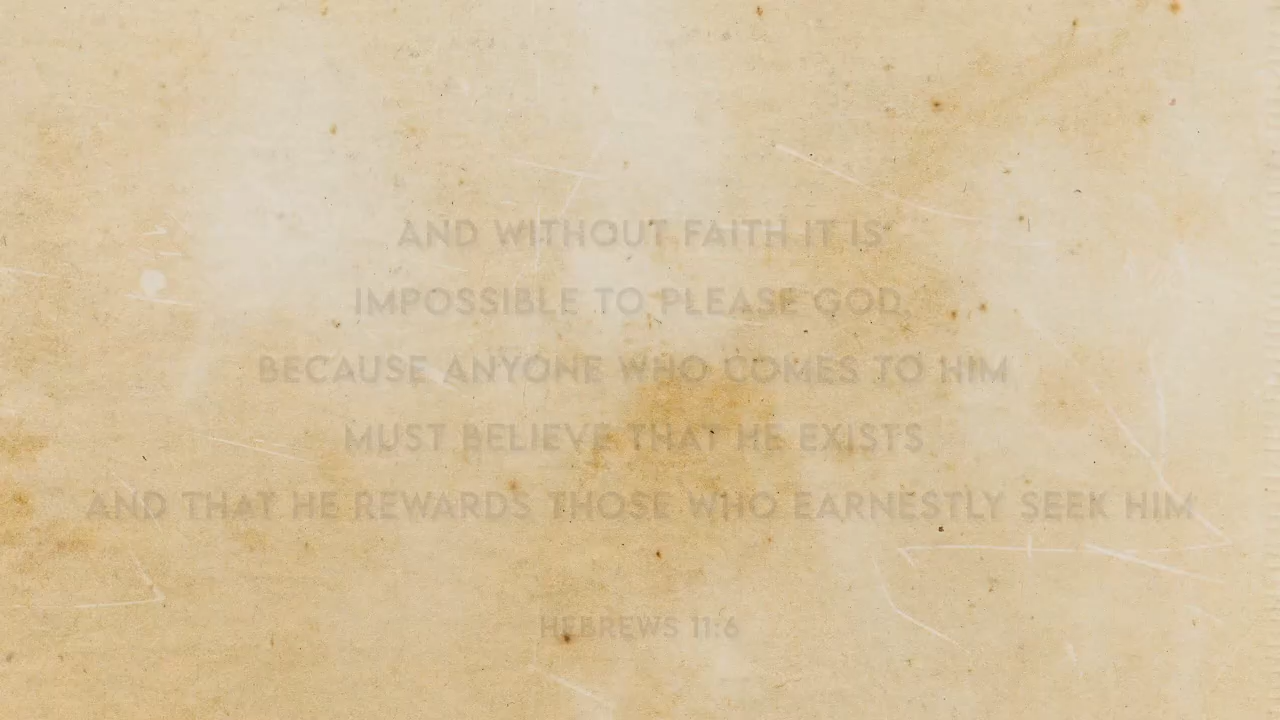 AND WITHOUT FAITH IT IS
IMPOSSIBLE TO PLEASE GOD,
BECAUSE ANYONE WHO COMES TO HIM
MUST BELIEVE THAT HE EXISTS
AND THAT HE REWARDS THOSE WHO EARNESTLY SEEK HIM
HEBREWS 11:6